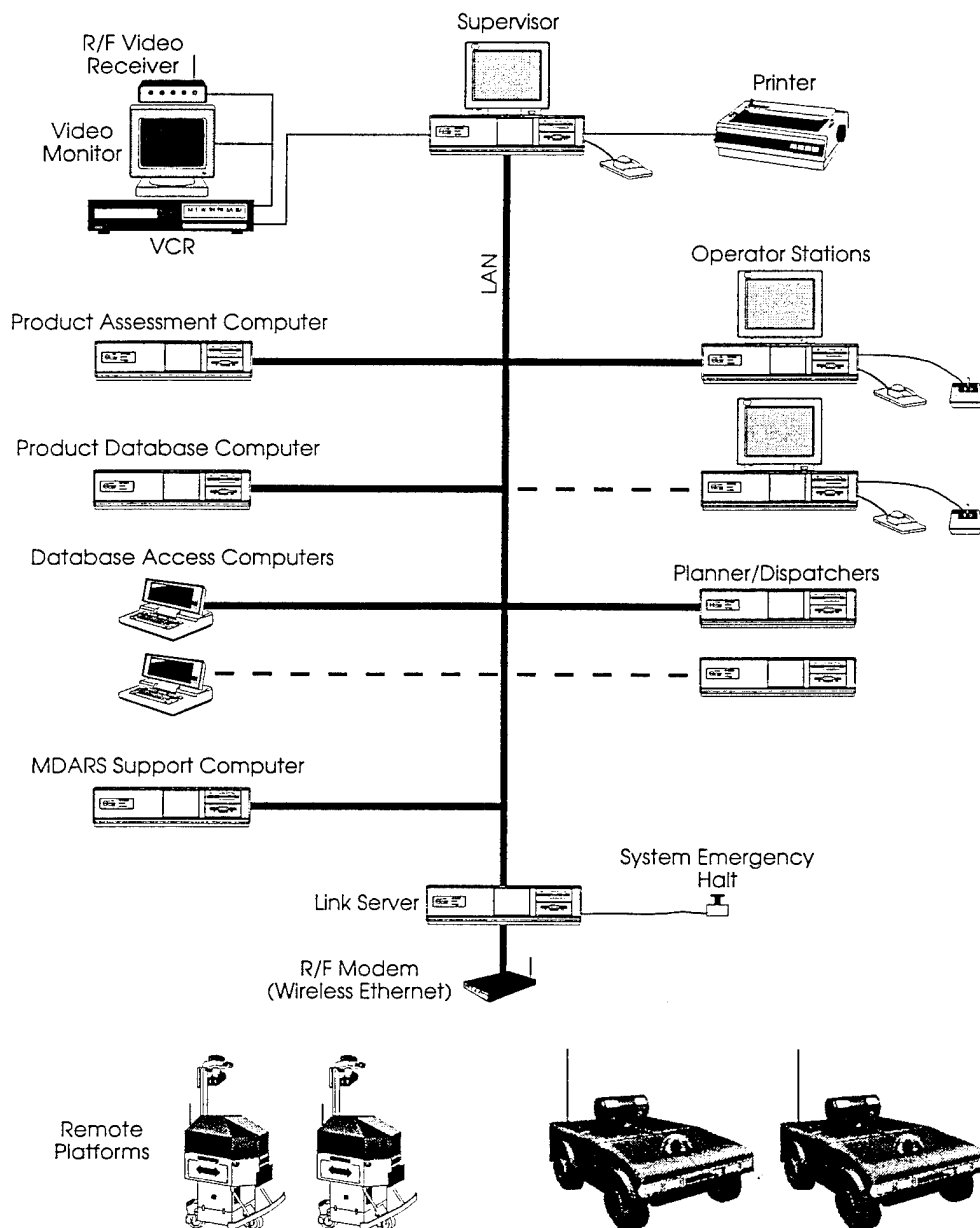 Supervisor
R/F Video
Receiver
Printer
Video
Monitor
VCR
LAN
Operator Stations
Product Assessment Computer
Product Database Computer
Database Access Computers
Planner/Dispatchers
MDARS Support Computer
System Emergency
Halt
Link Server
R/F Modem
(Wireless Ethernet)
Remote
Platforms